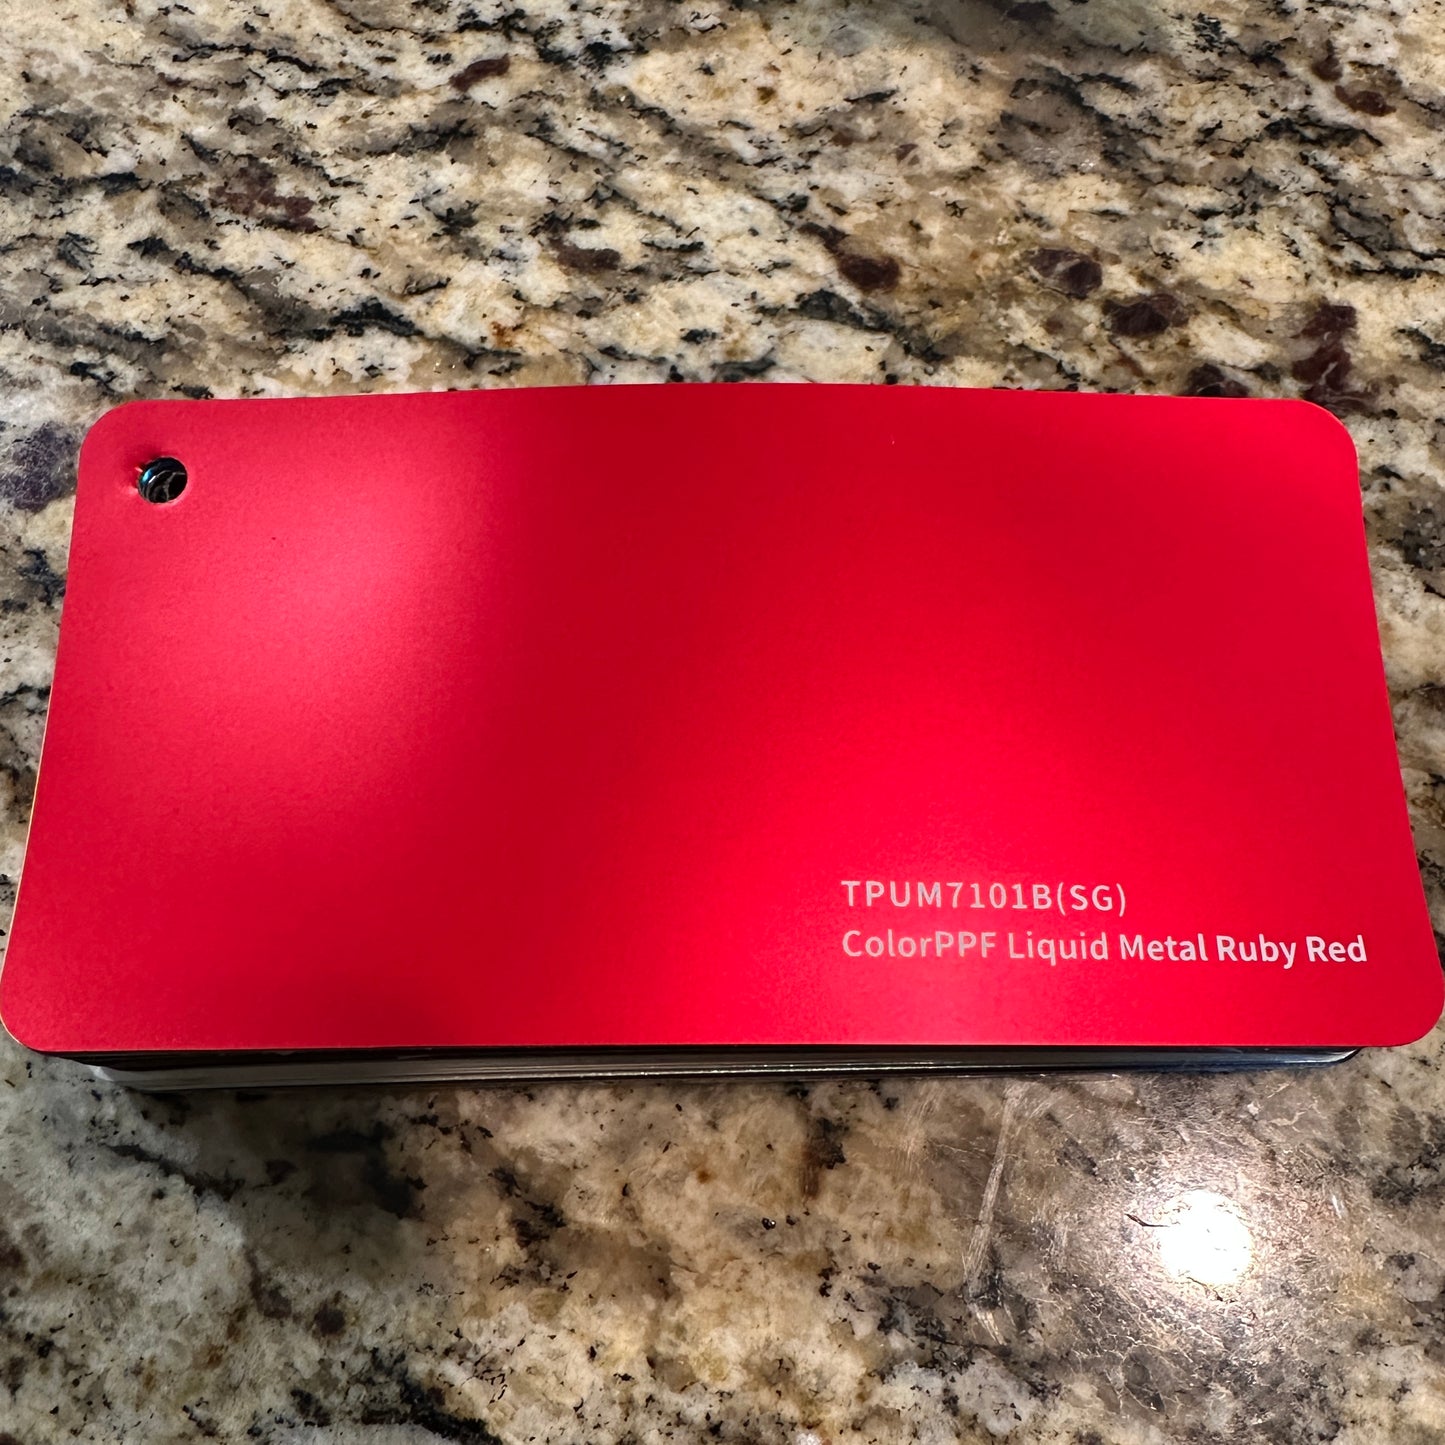 TPUM7101B(SG)
ColorPPF Liquid Metal Ruby Red